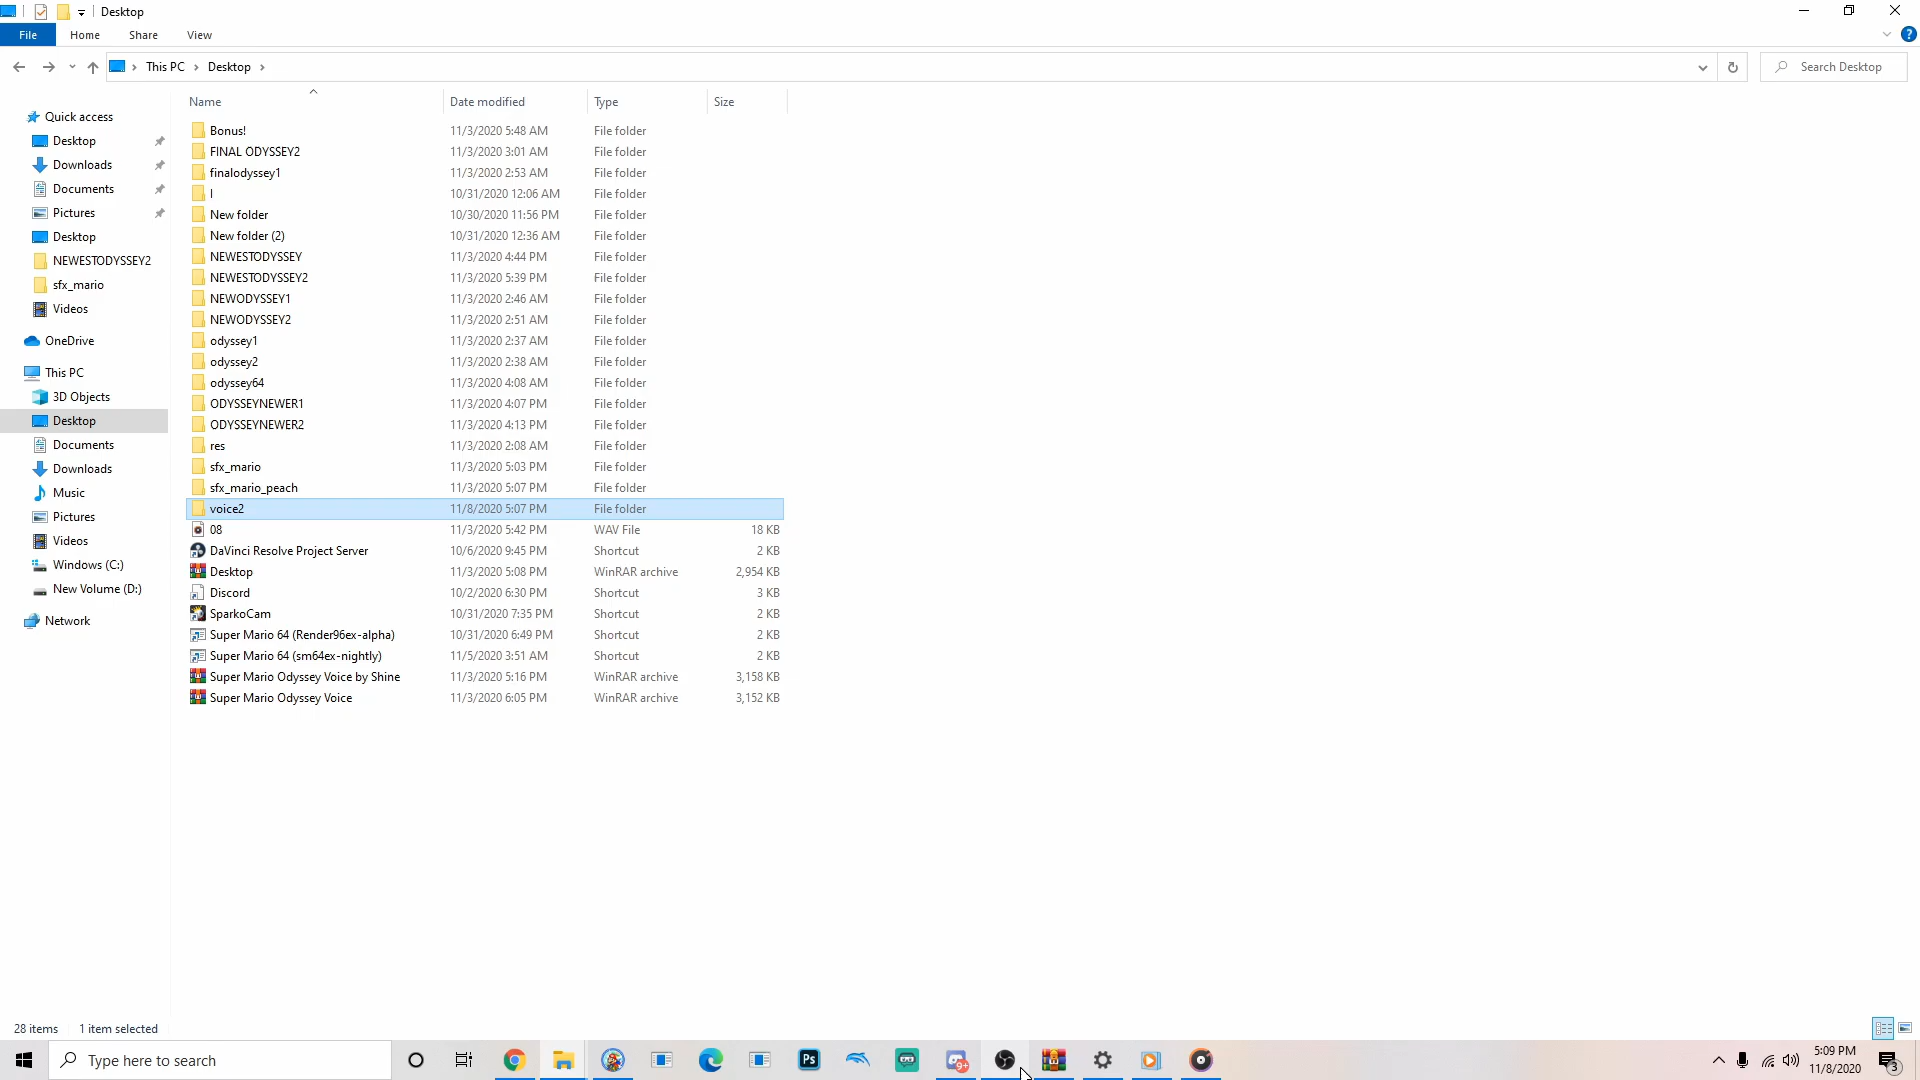 Desktop
File Home Share View
This PC Desktop Search Desktop
Name Date modified Type Size
Quick access
Desktop
Downloads
Documents
Pictures
Desktop
NEWESTODYSSEY2
sfx_mario
Videos
OneDrive
This PC
3D Objects
Desktop
Documents
Downloads
Music
Pictures
Videos
Windows (C:)
New Volume (D:)
Network
Bonus! 11/3/2020 5:48 AM File folder
FINAL ODYSSEY2 11/3/2020 3:01 AM File folder
finalodyssey1 11/3/2020 2:53 AM File folder
l 10/31/2020 12:06 AM File folder
New folder 10/30/2020 11:56 PM File folder
New folder (2) 10/31/2020 12:36 AM File folder
NEWESTODYSSEY 11/3/2020 4:44 PM File folder
NEWESTODYSSEY2 11/3/2020 5:39 PM File folder
NEWODYSSEY1 11/3/2020 2:46 AM File folder
NEWODYSSEY2 11/3/2020 2:51 AM File folder
odyssey1 11/3/2020 2:37 AM File folder
odyssey2 11/3/2020 2:38 AM File folder
odyssey64 11/3/2020 4:08 AM File folder
ODYSSEYNEWER1 11/3/2020 4:07 PM File folder
ODYSSEYNEWER2 11/3/2020 4:13 PM File folder
res 11/3/2020 2:08 AM File folder
sfx_mario 11/3/2020 5:03 PM File folder
sfx_mario_peach 11/3/2020 5:07 PM File folder
voice2 11/8/2020 5:07 PM File folder
08 11/3/2020 5:42 PM WAV File 18 KB
DaVinci Resolve Project Server 10/6/2020 9:45 PM Shortcut 2 KB
Desktop 11/3/2020 5:08 PM WinRAR archive 2,954 KB
Discord 10/2/2020 6:30 PM Shortcut 3 KB
SparkoCam 10/31/2020 7:35 PM Shortcut 2 KB
Super Mario 64 (Render96ex-alpha) 10/31/2020 6:49 PM Shortcut 2 KB
Super Mario 64 (sm64ex-nightly) 11/5/2020 3:51 AM Shortcut 2 KB
Super Mario Odyssey Voice by Shine 11/3/2020 5:16 PM WinRAR archive 3,158 KB
Super Mario Odyssey Voice 11/3/2020 6:05 PM WinRAR archive 3,152 KB
28 items 1 item selected
Type here to search
Ps
9+
5:09 PM
11/8/2020
3